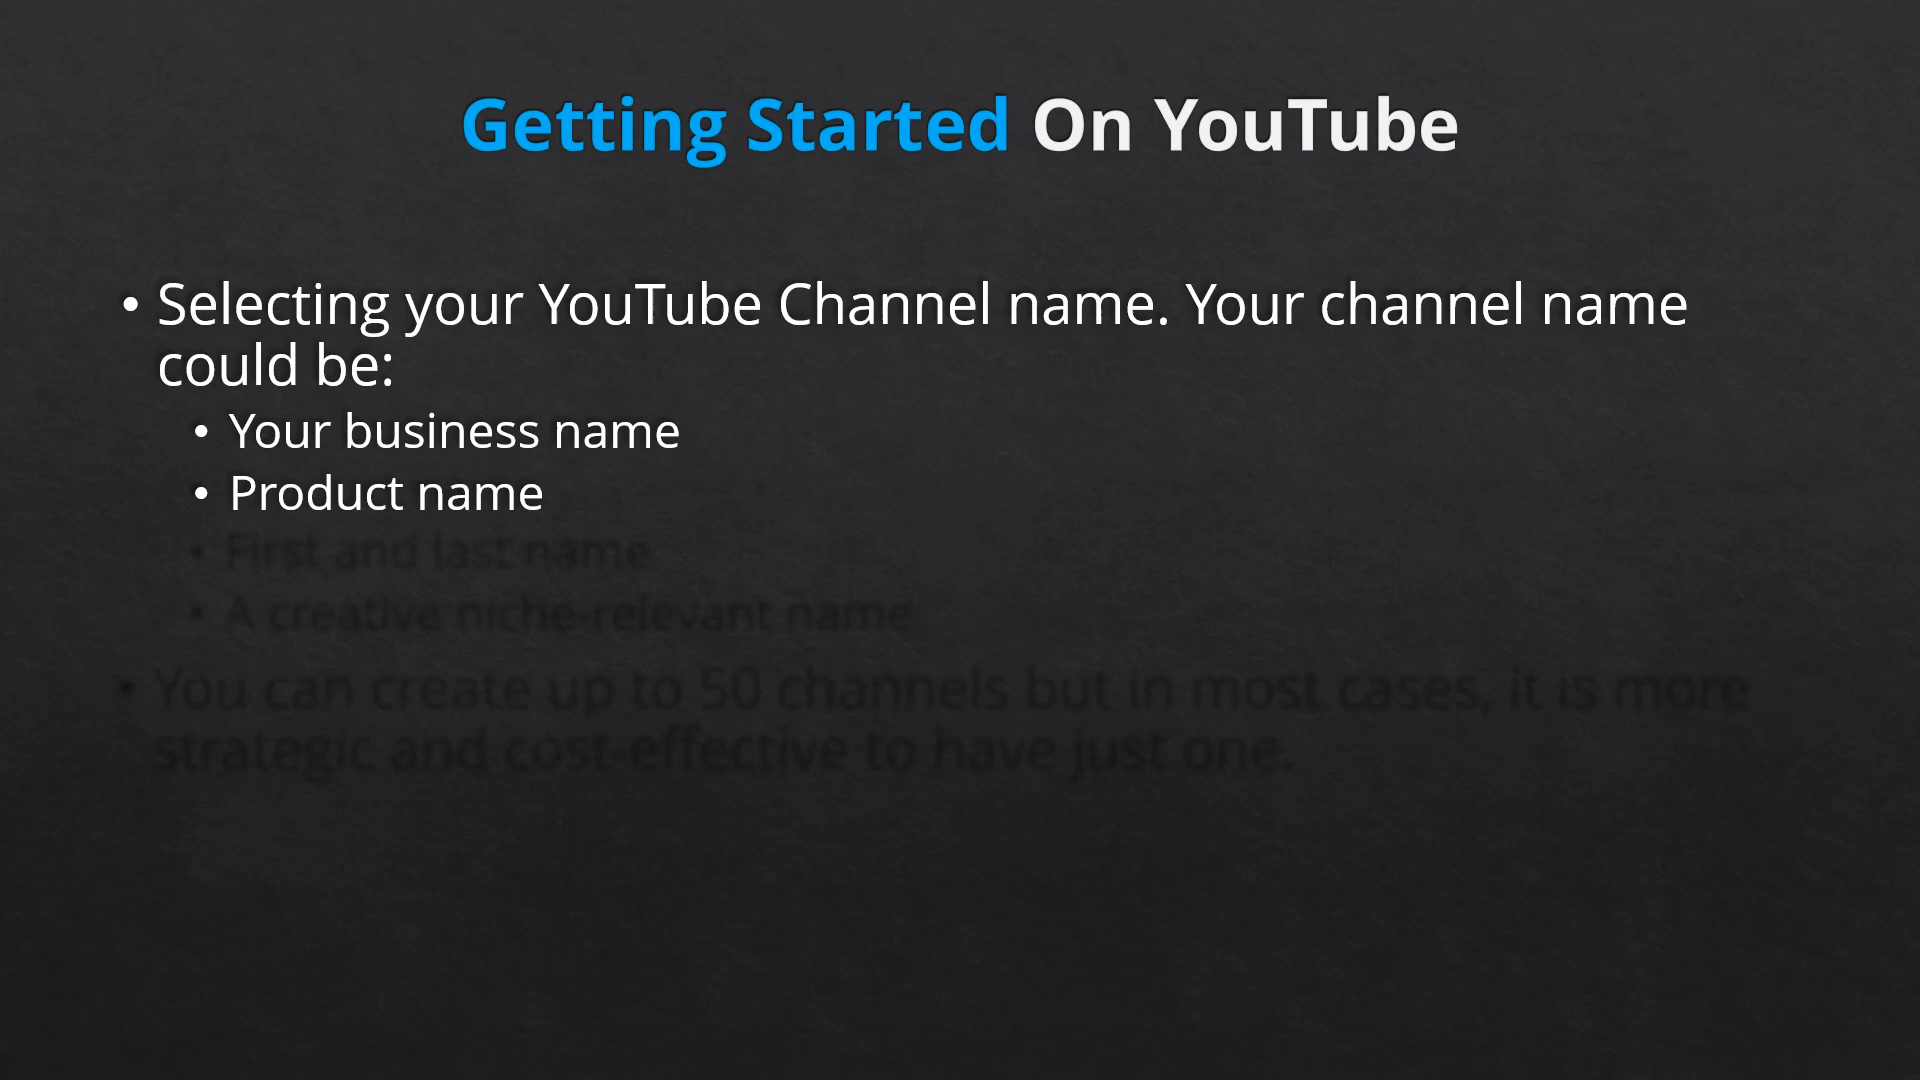 Getting Started On YouTube
• Selecting your YouTube Channel name. Your channel name
could be:
• Your business name
• Product name
• First and last name
• A creative niche-relevant name
• You can create up to 50 channels but in most cases, it is more
strategic and cost-effective to have just one.